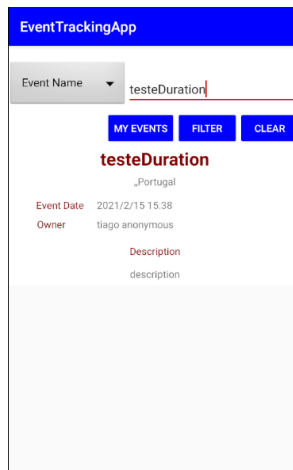 EventTrackingApp
Event Name testeDuration
MY EVENTS FILTER CLEAR
testeDuration
,,Portugal
Event Date 2021/2/15 15:38
Owner tiago anonymous
Description
description